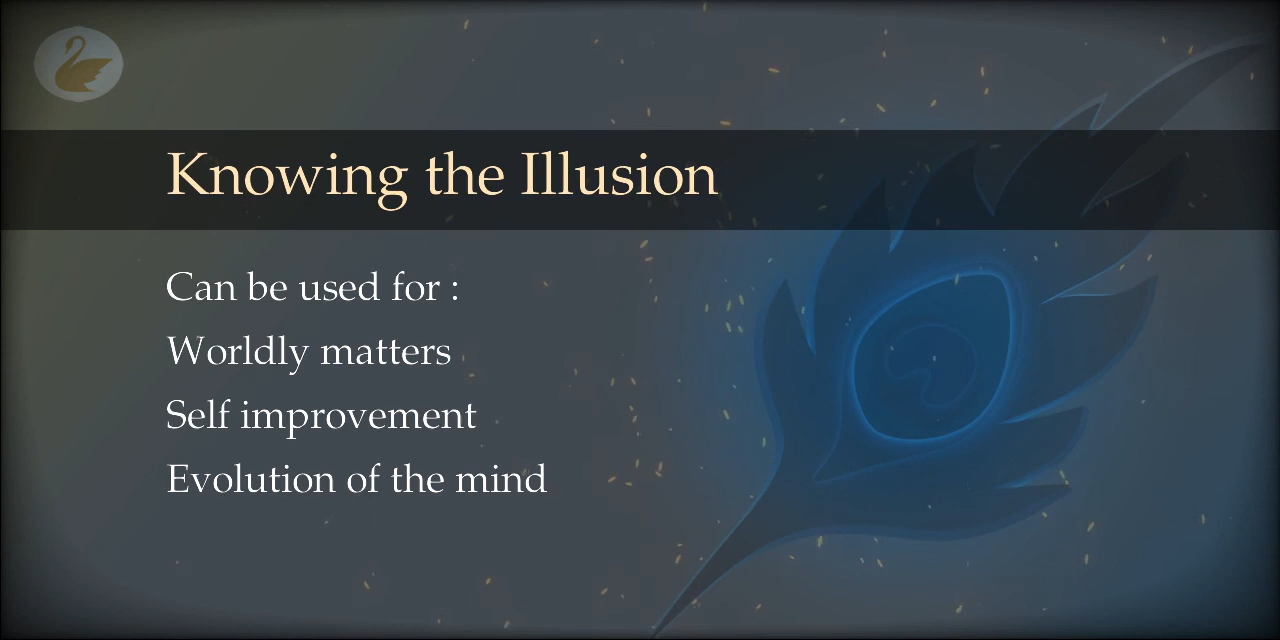 Knowing the Illusion
Can be used for :
Worldly matters
Self improvement
Evolution of the mind